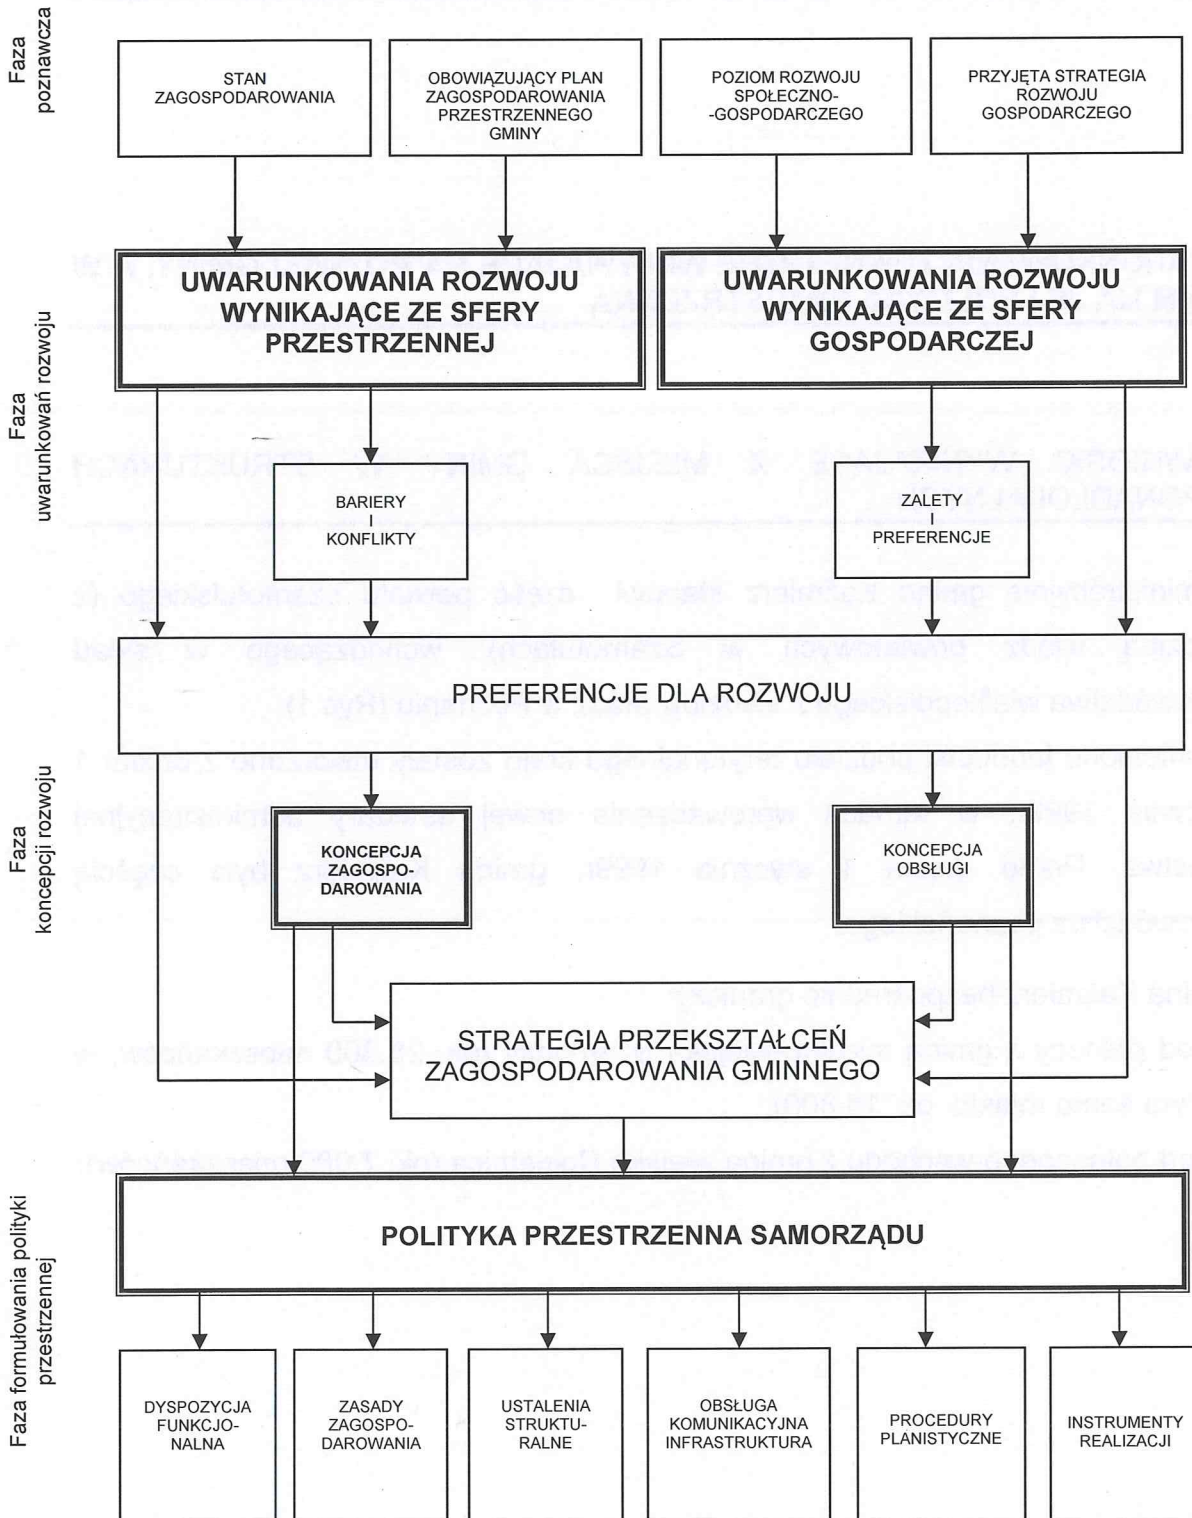 Faza
poznawcza
STAN
ZAGOSPODAROWANIA
OBOWIĄZUJĄCY PLAN
ZAGOSPODAROWANIA
PRZESTRZENNEGO
GMINY
POZIOM ROZWOJU
SPOŁECZNO-
-GOSPODARCZEGO
PRZYJĘTA STRATEGIA
ROZWOJU
GOSPODARCZEGO
Faza
uwarunkowań rozwoju
UWARUNKOWANIA ROZWOJU
WYNIKAJĄCE ZE SFERY
PRZESTRZENNEJ
UWARUNKOWANIA ROZWOJU
WYNIKAJĄCE ZE SFERY
GOSPODARCZEJ
BARIERY
I
KONFLIKTY
ZALETY
I
PREFERENCJE
PREFERENCJE DLA ROZWOJU
Faza
koncepcji rozwoju
KONCEPCJA
ZAGOSPO-
DAROWANIA
KONCEPCJA
OBSŁUGI
STRATEGIA PRZEKSZTAŁCEŃ
ZAGOSPODAROWANIA GMINNEGO
Faza formułowania polityki
przestrzennej
POLITYKA PRZESTRZENNA SAMORZĄDU
DYSPOZYCJA
FUNKCJO-
NALNA
ZASADY
ZAGOSPO-
DAROWANIA
USTALENIA
STRUKTU-
RALNE
OBSŁUGA
KOMUNIKACYJNA
INFRASTRUKTURA
PROCEDURY
PLANISTYCZNE
INSTRUMENTY
REALIZACJI